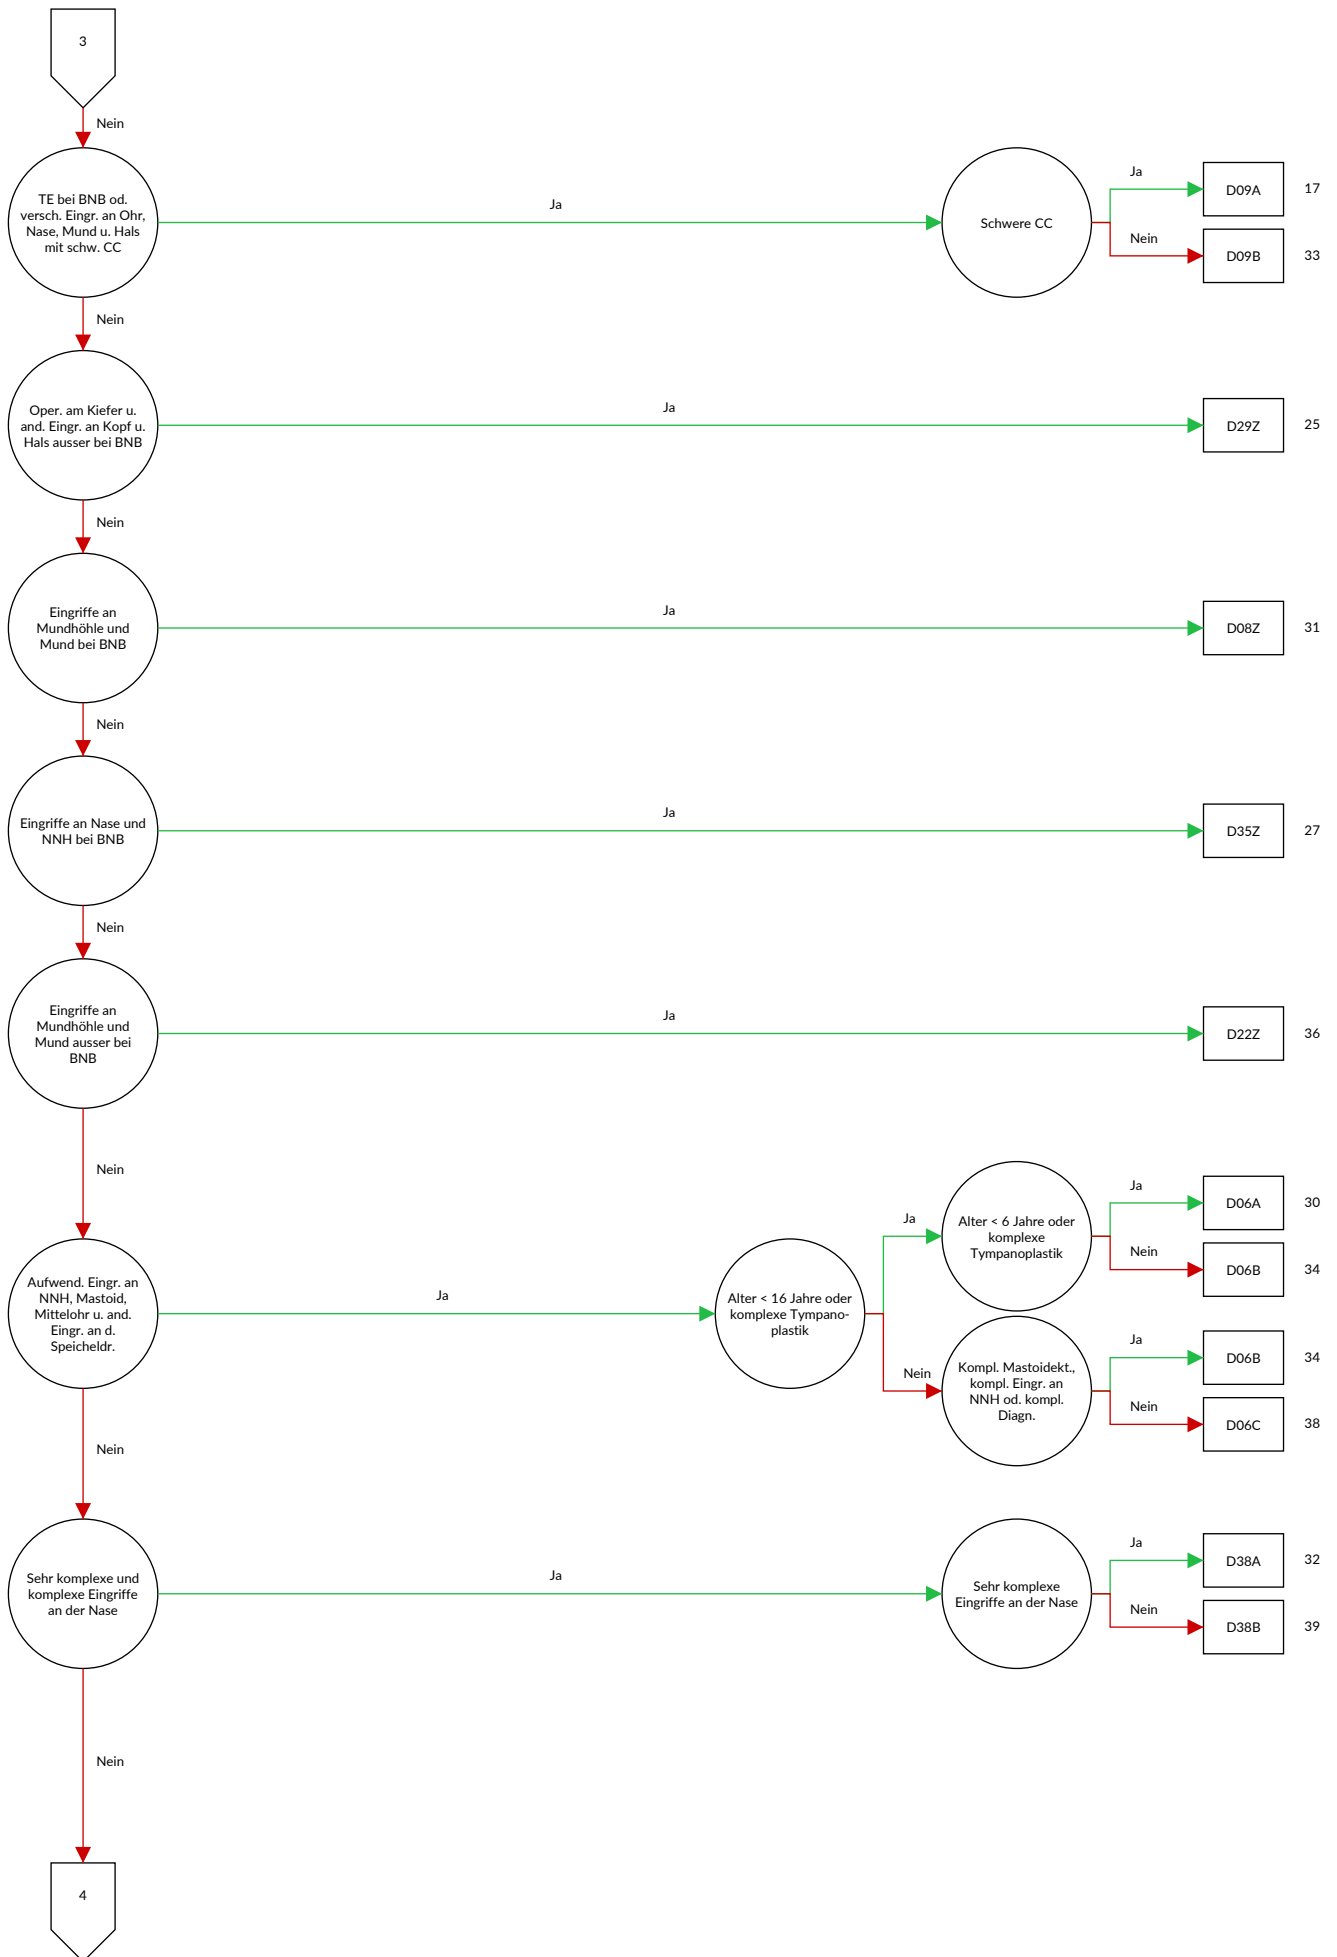 3
Nein
TE bei BNB od.
versch. Eingr. an Ohr,
Nase, Mund u. Hals
mit schw. CC
Ja
Schwere CC
Ja
D09A
17
Nein
D09B
33
Nein
Oper. am Kiefer u.
and. Eingr. an Kopf u.
Hals ausser bei BNB
Ja
D29Z
25
Nein
Eingriffe an
Mundhöhle und
Mund bei BNB
Ja
D08Z
31
Nein
Eingriffe an Nase und
NNH bei BNB
Ja
D35Z
27
Nein
Eingriffe an
Mundhöhle und
Mund ausser bei
BNB
Ja
D22Z
36
Nein
Aufwend. Eingr. an
NNH, Mastoid,
Mittelohr u. and.
Eingr. an d.
Speicheldr.
Ja
Alter < 16 Jahre oder
komplexe Tympano-
plastik
Ja
Alter < 6 Jahre oder
komplexe
Tympanoplastik
Ja
D06A
30
Nein
D06B
34
Nein
Kompl. Mastoidekt.,
kompl. Eingr. an
NNH od. kompl.
Diagn.
Ja
D06B
34
Nein
D06C
38
Nein
Sehr komplexe und
komplexe Eingriffe
an der Nase
Ja
Sehr komplexe
Eingriffe an der Nase
Ja
D38A
32
Nein
D38B
39
Nein
4